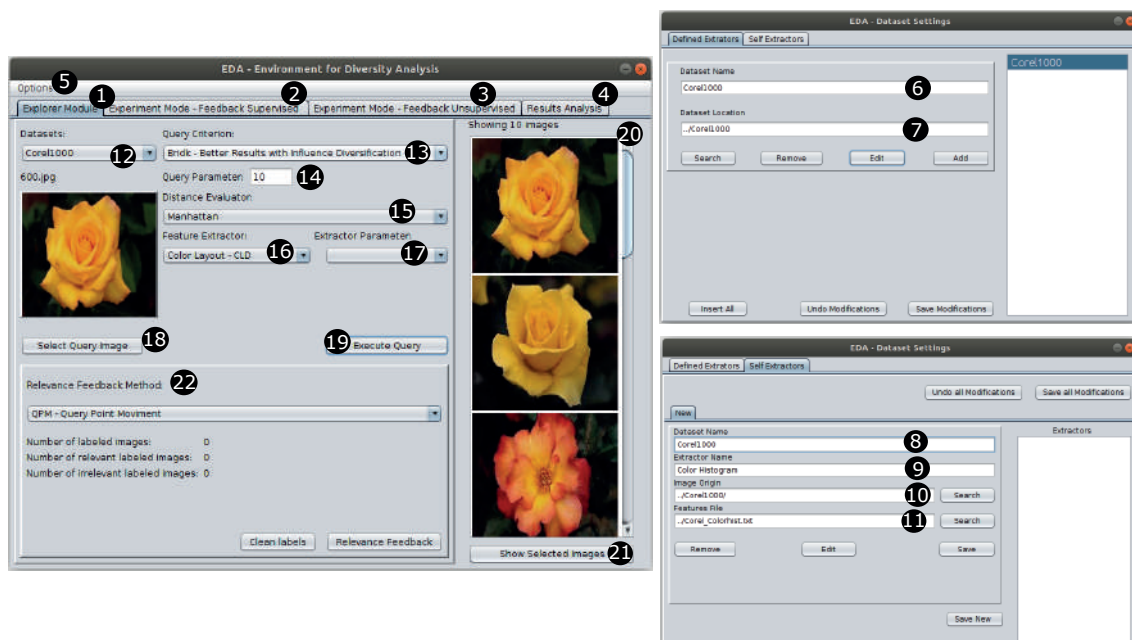 EDA - Environment for Diversity Analysis
Options 5
1 2 3 4
Explorer Module Experiment Mode - Feedback Supervised Experiment Mode - Feedback Unsupervised Results Analysis
Datasets: Query Criterion:
Corel1000 12 Bridk - Better Results with Influence Diversification 13
600.jpg Query Parameter: 10 14
Distance Evaluator:
Manhattan 15
Feature Extractor: Extractor Parameter:
Color Layout - CLD 16 17
Select Query Image 18 19 Execute Query
Relevance Feedback Method: 22
QPM - Query Point Moviment
Number of labeled images: 0
Number of relevant labeled images: 0
Number of irrelevant labeled images: 0
Clean labels Relevance Feedback
Showing 10 images 20
Show Selected Images 21
EDA - Dataset Settings
Defined Extrators Self Extractors
Dataset Name
Corel1000 6
Dataset Location
../Corel1000 7
Search Remove Edit Add
Insert All Undo Modifications Save Modifications
Corel1000
EDA - Dataset Settings
Defined Extrators Self Extractors
Undo all Modifications Save all Modifications
New
Dataset Name
Corel1000 8
Extractor Name
Color Histogram 9
Image Origin
../Corel1000/ 10 Search
Features File
../Corel_Colorhist.txt 11 Search
Remove Edit Save
Save New
Extractors